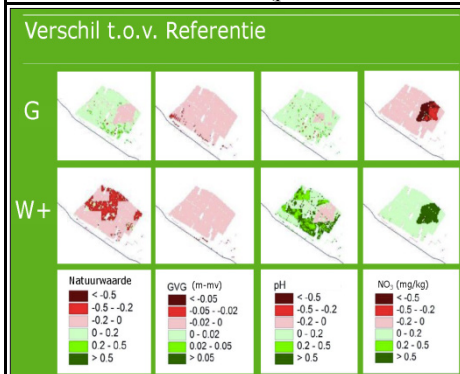 Verschil t.o.v. Referentie
G
W+
Natuurwaarde
< -0.5
-0.5 - -0.2
-0.2 - 0
0 - 0.2
0.2 - 0.5
> 0.5
GVG (m-mv)
< -0.05
-0.05 - -0.02
-0.02 - 0
0 - 0.02
0.02 - 0.05
> 0.05
pH
< -0.5
-0.5 - -0.2
-0.2 - 0
0 - 0.2
0.2 - 0.5
> 0.5
NO₃ (mg/kg)
< -0.5
-0.5 - -0.2
-0.2 - 0
0 - 0.2
0.2 - 0.5
> 0.5